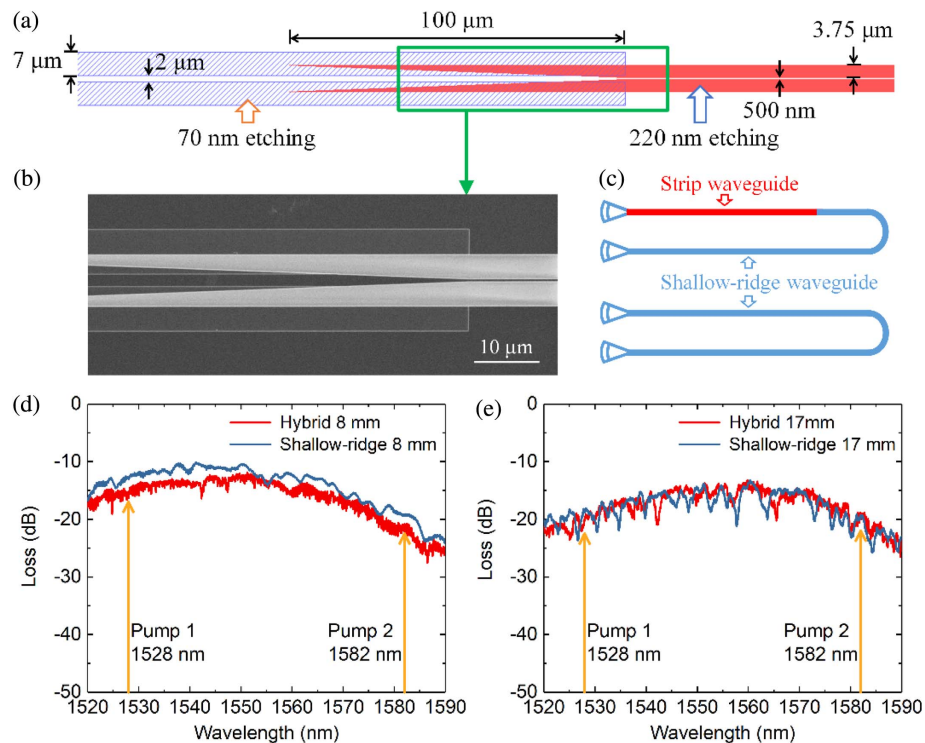 (a)
100 μm
3.75 μm
7 μm
2 μm
500 nm
70 nm etching
220 nm etching
(b)
10 μm
(c)
Strip waveguide
Shallow-ridge waveguide
(d)
Hybrid 8 mm
Shallow-ridge 8 mm
0
-10
-20
-30
-40
-50
Loss (dB)
Pump 1
1528 nm
Pump 2
1582 nm
1520 1530 1540 1550 1560 1570 1580 1590
Wavelength (nm)
(e)
Hybrid 17mm
Shallow-ridge 17 mm
0
-10
-20
-30
-40
-50
Loss (dB)
Pump 1
1528 nm
Pump 2
1582 nm
1520 1530 1540 1550 1560 1570 1580 1590
Wavelength (nm)